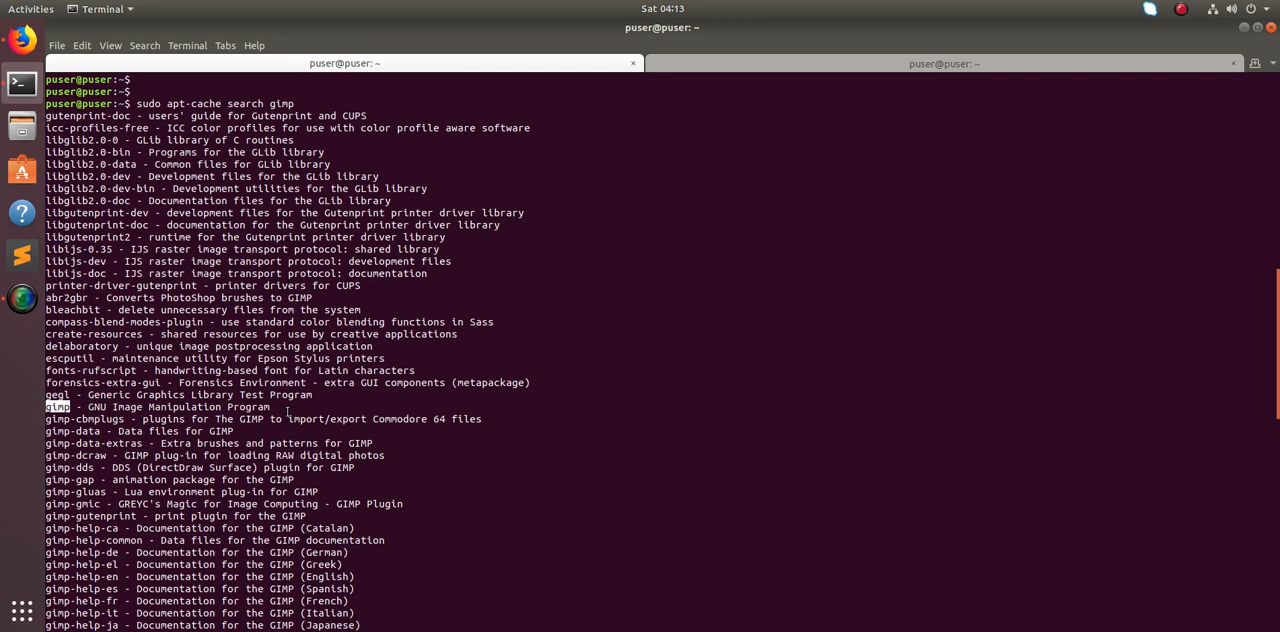 Activities Terminal Sat 04:13
puser@puser: ~
File Edit View Search Terminal Tabs Help
puser@puser: ~ × puser@puser: ~ ×
puser@puser:~$
puser@puser:~$
puser@puser:~$ sudo apt-cache search gimp
gutenprint-doc - users' guide for Gutenprint and CUPS
icc-profiles-free - ICC color profiles for use with color profile aware software
libglib2.0-0 - GLib library of C routines
libglib2.0-bin - Programs for the GLib library
libglib2.0-data - Common files for GLib library
libglib2.0-dev - Development files for the GLib library
libglib2.0-dev-bin - Development utilities for the GLib library
libglib2.0-doc - Documentation files for the GLib library
libgutenprint-dev - development files for the Gutenprint printer driver library
libgutenprint-doc - documentation for the Gutenprint printer driver library
libgutenprint2 - runtime for the Gutenprint printer driver library
libijs-0.35 - IJS raster image transport protocol: shared library
libijs-dev - IJS raster image transport protocol: development files
libijs-doc - IJS raster image transport protocol: documentation
printer-driver-gutenprint - printer drivers for CUPS
abr2gbr - Converts PhotoShop brushes to GIMP
bleachbit - delete unnecessary files from the system
compass-blend-modes-plugin - use standard color blending functions in Sass
create-resources - shared resources for use by creative applications
delaboratory - unique image postprocessing application
escputil - maintenance utility for Epson Stylus printers
fonts-rufscript - handwriting-based font for Latin characters
forensics-extra-gui - Forensics Environment - extra GUI components (metapackage)
gegl - Generic Graphics Library Test Program
gimp - GNU Image Manipulation Program
gimp-cbmplugs - plugins for The GIMP to import/export Commodore 64 files
gimp-data - Data files for GIMP
gimp-data-extras - Extra brushes and patterns for GIMP
gimp-dcraw - GIMP plug-in for loading RAW digital photos
gimp-dds - DDS (DirectDraw Surface) plugin for GIMP
gimp-gap - animation package for the GIMP
gimp-gluas - Lua environment plug-in for GIMP
gimp-gmic - GREYC's Magic for Image Computing - GIMP Plugin
gimp-gutenprint - print plugin for the GIMP
gimp-help-ca - Documentation for the GIMP (Catalan)
gimp-help-common - Data files for the GIMP documentation
gimp-help-de - Documentation for the GIMP (German)
gimp-help-el - Documentation for the GIMP (Greek)
gimp-help-en - Documentation for the GIMP (English)
gimp-help-es - Documentation for the GIMP (Spanish)
gimp-help-fr - Documentation for the GIMP (French)
gimp-help-it - Documentation for the GIMP (Italian)
gimp-help-ja - Documentation for the GIMP (Japanese)